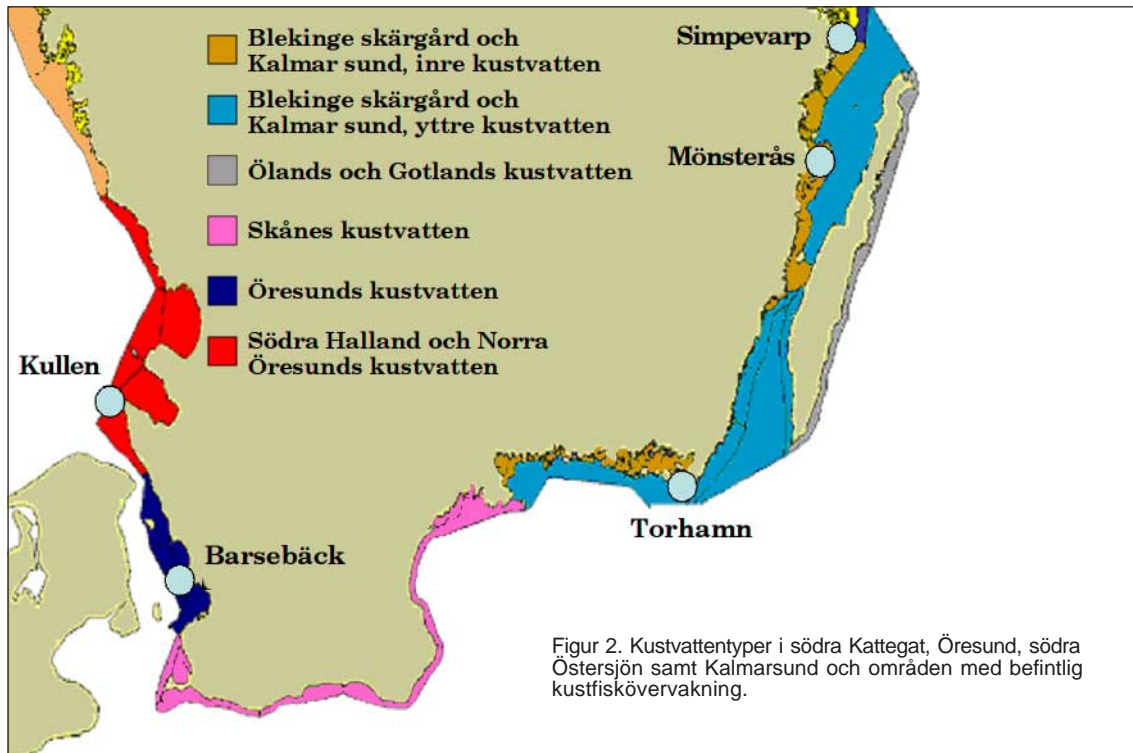 Blekinge skärgård och
Kalmar sund, inre kustvatten
Blekinge skärgård och
Kalmar sund, yttre kustvatten
Ölands och Gotlands kustvatten
Skånes kustvatten
Öresunds kustvatten
Södra Halland och Norra
Öresunds kustvatten
Simpevarp
Mönsterås
Kullen
Torhamn
Barsebäck
Figur 2. Kustvattentyper i södra Kattegat, Öresund, södra
Östersjön samt Kalmarsund och områden med befintlig
kustfiskövervakning.